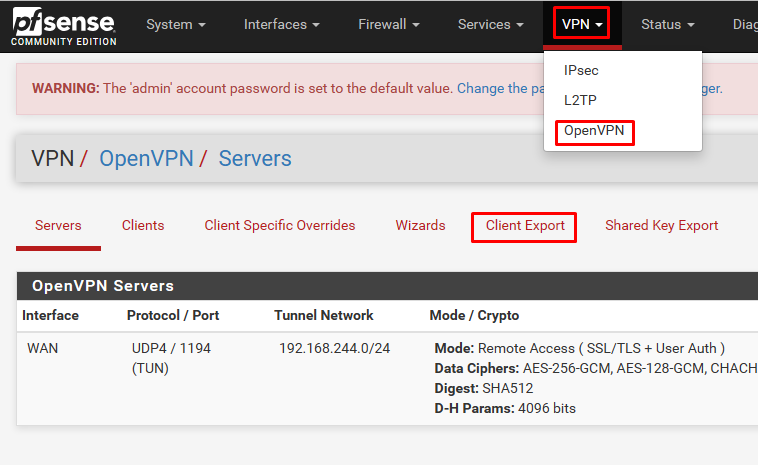 pfsense
COMMUNITY EDITION
System Interfaces Firewall Services VPN Status Diag
IPsec
L2TP
OpenVPN
WARNING: The 'admin' account password is set to the default value. Change the pa ger.
VPN / OpenVPN / Servers
Servers Clients Client Specific Overrides Wizards Client Export Shared Key Export
OpenVPN Servers
Interface Protocol / Port Tunnel Network Mode / Crypto
WAN UDP4 / 1194 192.168.244.0/24 Mode: Remote Access ( SSL/TLS + User Auth )
(TUN) Data Ciphers: AES-256-GCM, AES-128-GCM, CHACH
Digest: SHA512
D-H Params: 4096 bits